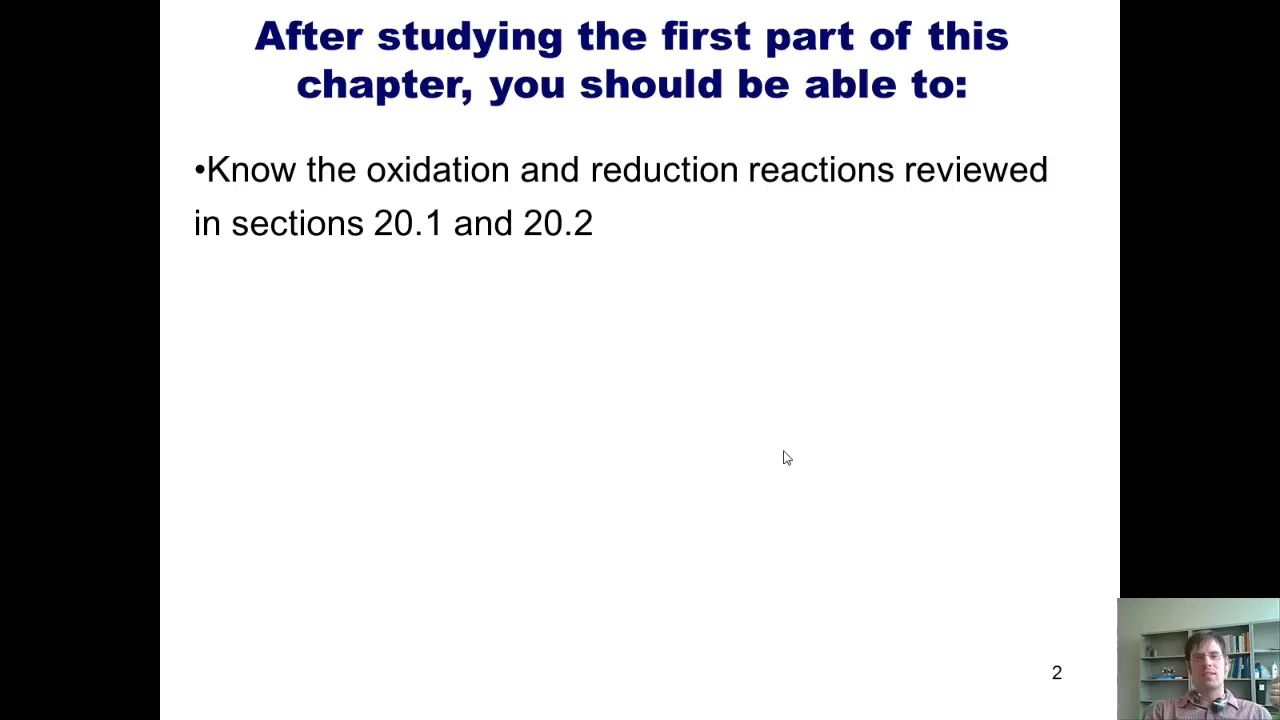 After studying the first part of this
chapter, you should be able to:
•Know the oxidation and reduction reactions reviewed
in sections 20.1 and 20.2
2